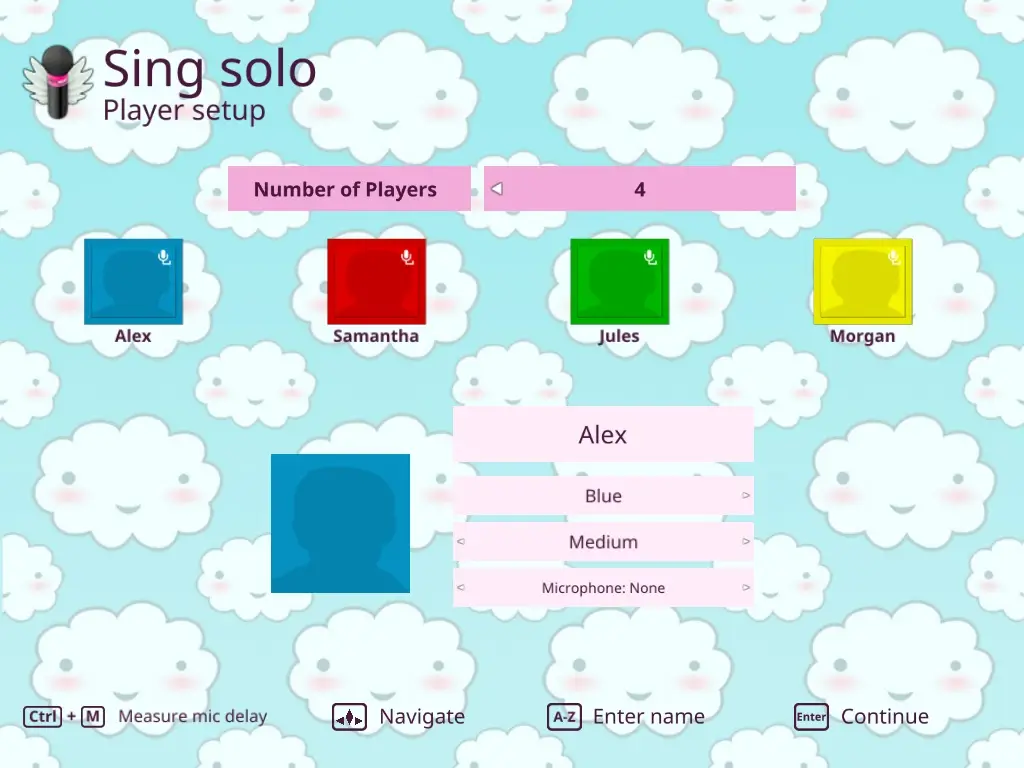 Sing solo
Player setup
Number of Players
4
Alex
Samantha
Jules
Morgan
Alex
Blue
Medium
Microphone: None
Ctrl + M Measure mic delay
Navigate
A-Z Enter name
Enter Continue